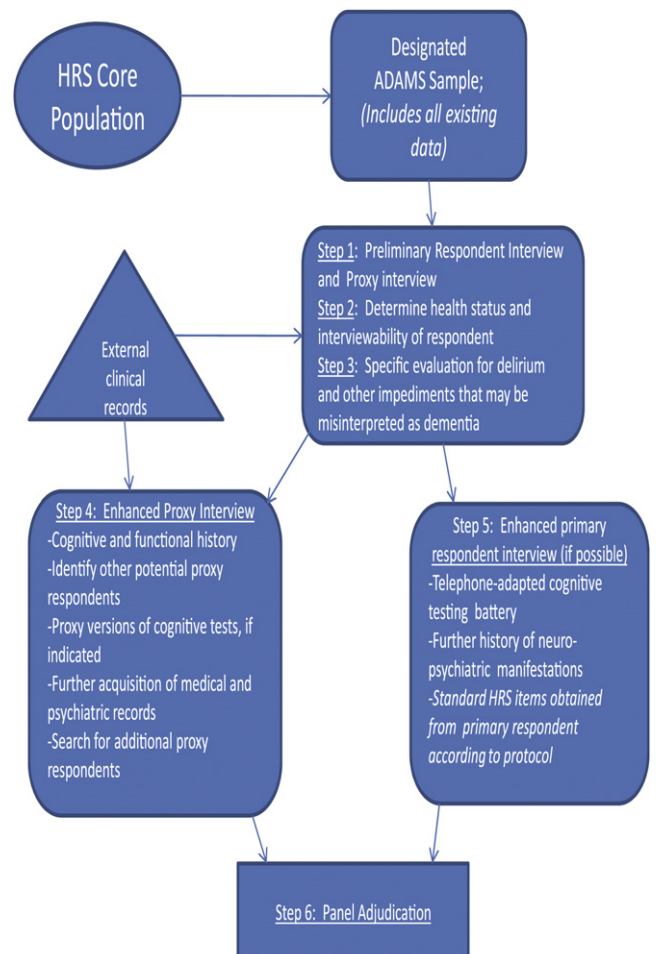 HRS Core
Population
Designated
ADAMS Sample;
(Includes all existing
data)
Step 1:  Preliminary Respondent Interview
and Proxy interview
Step 2:  Determine health status and
interviewability of respondent
Step 3:  Specific evaluation for delirium
and other impediments that may be
misinterpreted as dementia
External
clinical
records
Step 4:  Enhanced Proxy Interview
-Cognitive and functional history
-Identify other potential proxy
respondents
-Proxy versions of cognitive tests, if
indicated
-Further acquisition of medical and
psychiatric records
-Search for additional proxy
respondents
Step 5:  Enhanced primary
respondent interview (if possible)
-Telephone-adapted cognitive
testing battery
-Further history of neuro-
psychiatric manifestations
-Standard HRS items obtained
from primary respondent
according to protocol
Step 6:  Panel Adjudication